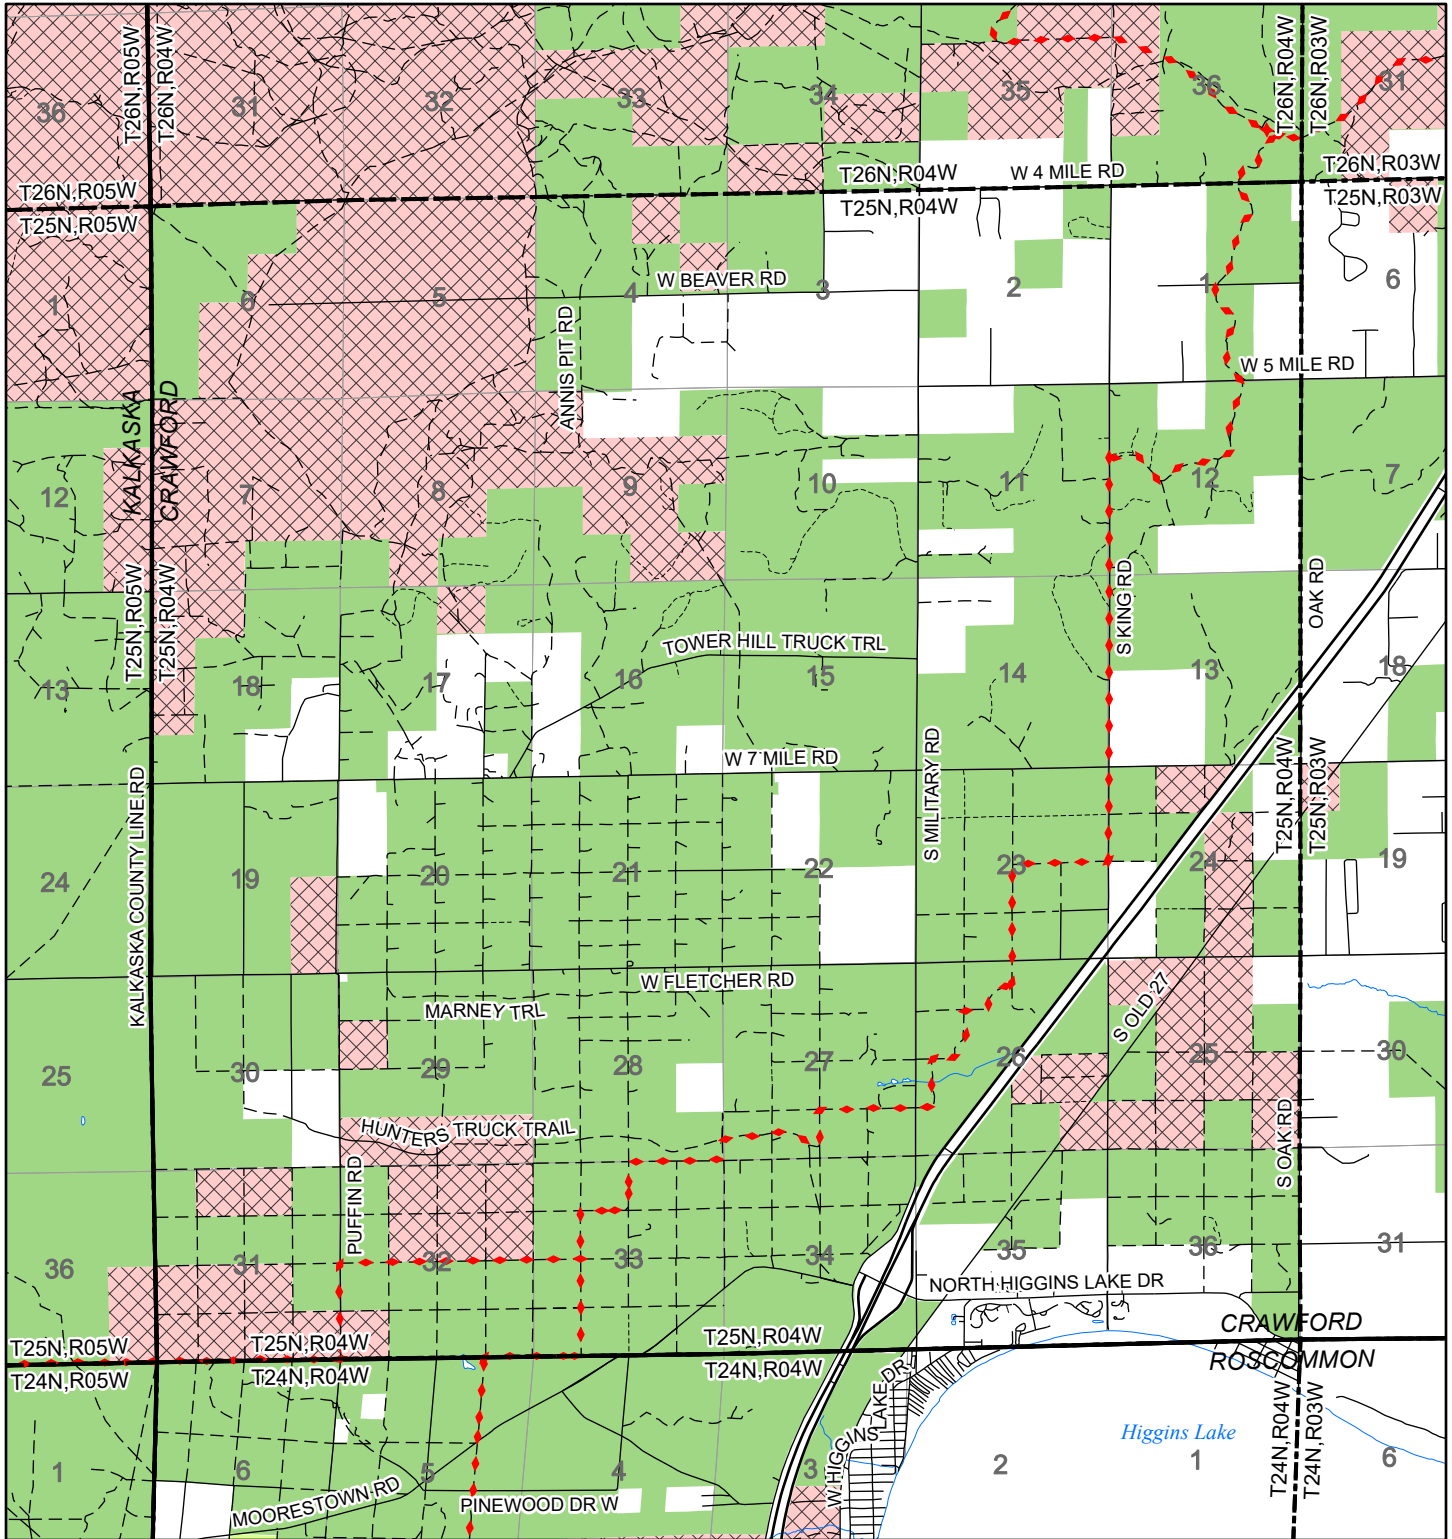 T26N,R05W
T26N,R04W
T26N,R04W
T26N,R03W
36
31
32
33
34
35
36
31
T26N,R05W
T25N,R05W
T26N,R04W
T25N,R04W
W 4 MILE RD
T26N,R03W
T25N,R03W
1
6
5
4
W BEAVER RD
3
2
1
6
ANNIS PIT RD
W 5 MILE RD
KALKASKA
CRAWFORD
12
7
8
9
10
11
12
7
T25N,R05W
T25N,R04W
S KING RD
OAK RD
TOWER HILL TRUCK TRL
13
18
17
16
15
14
13
18
W 7 MILE RD
S MILITARY RD
T25N,R04W
T25N,R03W
KALKASKA COUNTY LINE RD
24
19
20
21
22
23
24
19
W FLETCHER RD
MARNEY TRL
S OLD 27
25
30
29
28
27
26
25
30
HUNTERS TRUCK TRAIL
S OAK RD
PUFFIN RD
36
31
32
33
34
35
36
31
NORTH HIGGINS LAKE DR
CRAWFORD
ROSCOMMON
T25N,R05W
T24N,R05W
T25N,R04W
T24N,R04W
T25N,R04W
T24N,R04W
W HIGGINS LAKE DR
Higgins Lake
T24N,R04W
T24N,R03W
1
6
5
4
3
2
1
6
MOORESTOWN RD
PINEWOOD DR W